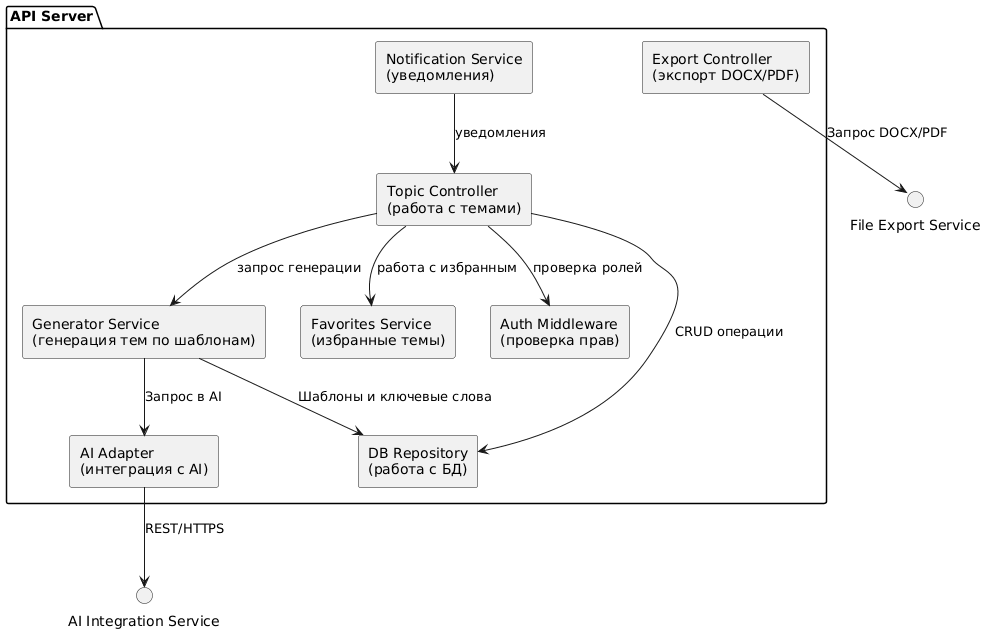 API Server
Notification Service
(уведомления)
Export Controller
(экспорт DOCX/PDF)
уведомления
Запрос DOCX/PDF
Topic Controller
(работа с темами)
File Export Service
запрос генерации
работа с избранным
проверка ролей
Generator Service
(генерация тем по шаблонам)
Favorites Service
(избранные темы)
Auth Middleware
(проверка прав)
CRUD операции
Запрос в AI
Шаблоны и ключевые слова
AI Adapter
(интеграция с AI)
DB Repository
(работа с БД)
REST/HTTPS
AI Integration Service